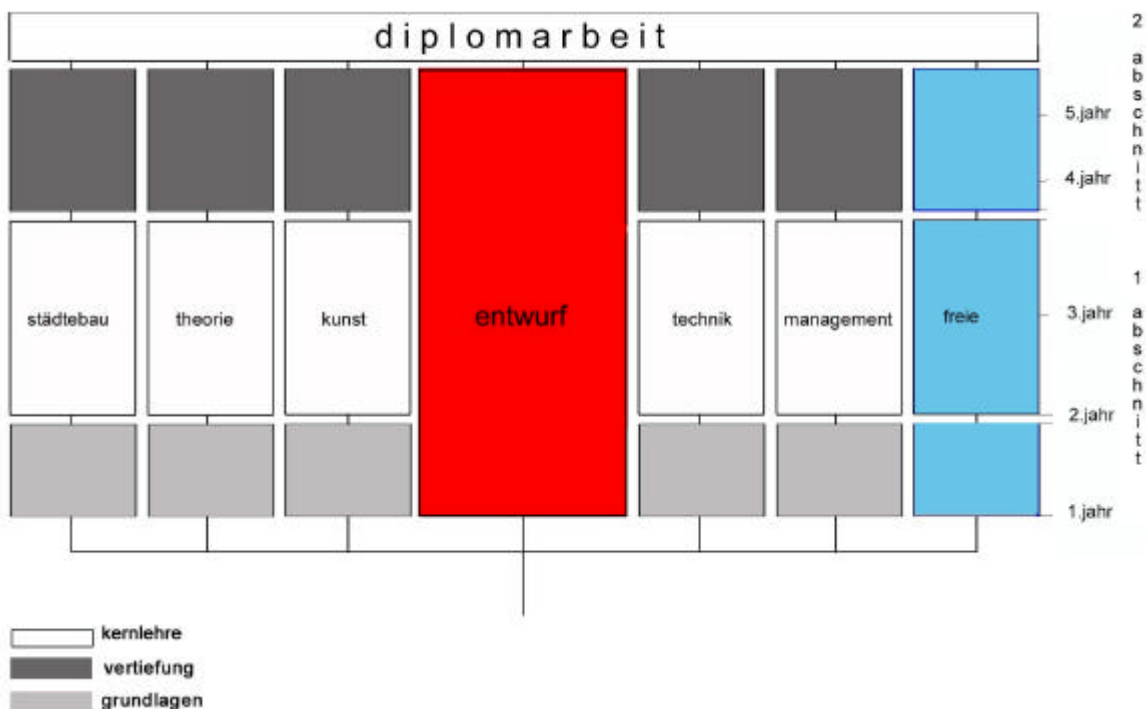 diplomarbeit
2 abschnitt
5.jahr
4.jahr
1 abschnitt
städtebau
theorie
kunst
entwurf
technik
management
freie
3.jahr
2.jahr
1.jahr
kernlehre
vertiefung
grundlagen